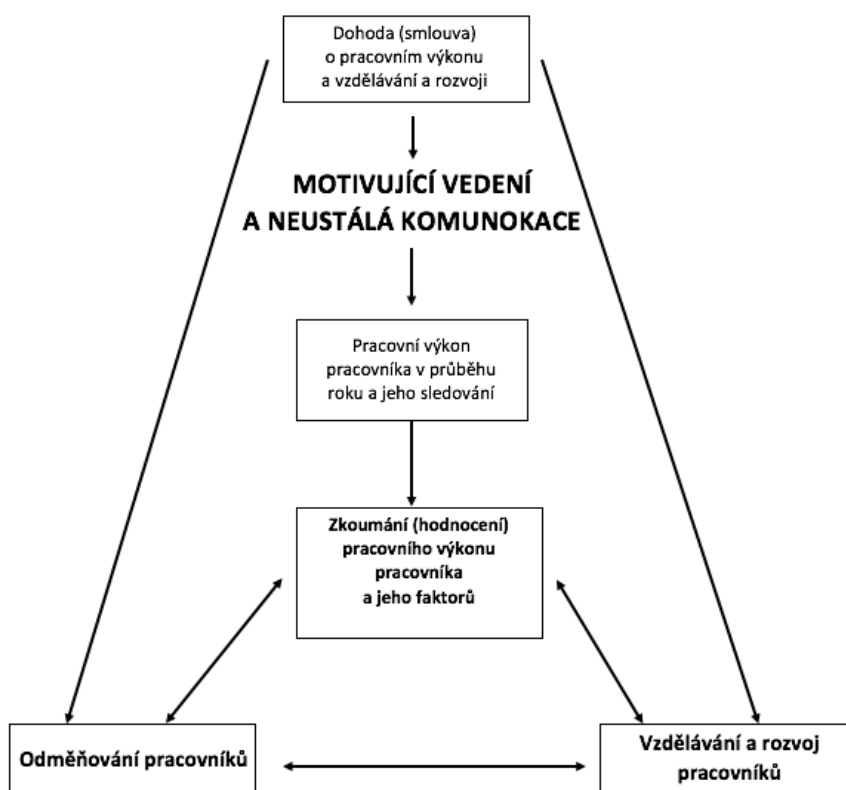 Dohoda (smlouva)
o pracovním výkonu
a vzdělávání a rozvoji
MOTIVUJÍCÍ VEDENÍ
A NEUSTÁLÁ KOMUNOKACE
Pracovní výkon
pracovníka v průběhu
roku a jeho sledování
Zkoumání (hodnocení)
pracovního výkonu
pracovníka
a jeho faktorů
Odměňování pracovníků
Vzdělávání a rozvoj
pracovníků